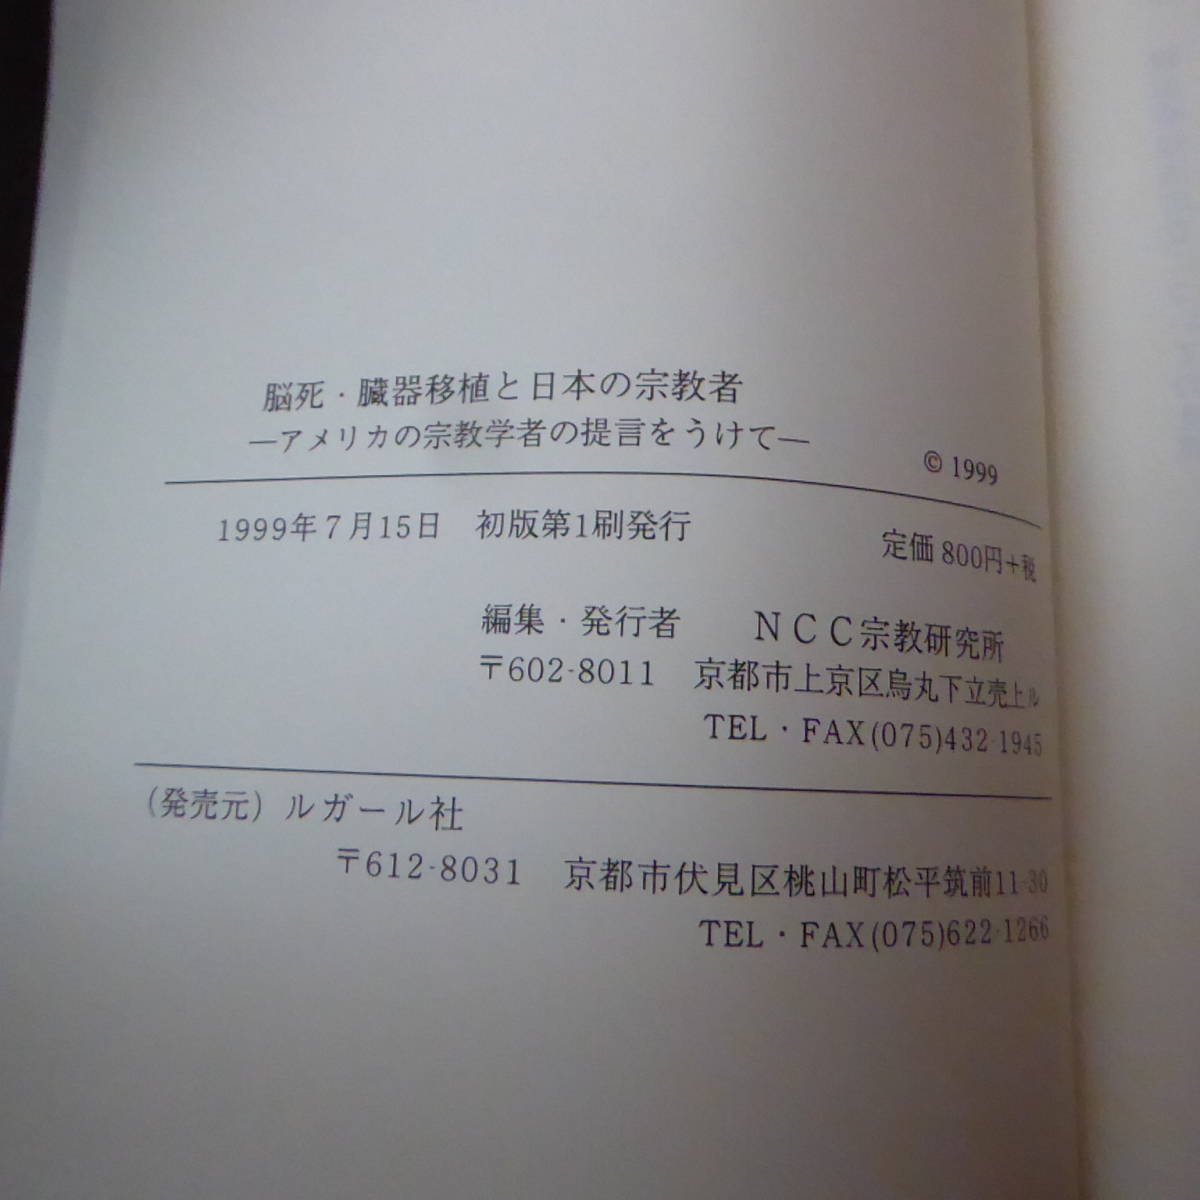 脳死・臓器移植と日本の宗教者
―アメリカの宗教学者の提言をうけて―
© 1999
1999年7月15日　初版第1刷発行
定価 800円+税
編集・発行者　ＮＣＣ宗教研究所
〒602-8011　京都市上京区烏丸下立売上ル
TEL・FAX(075)432-1945
（発売元）ルガール社
〒612-8031　京都市伏見区桃山町松平筑前11-30
TEL・FAX(075)622-1266